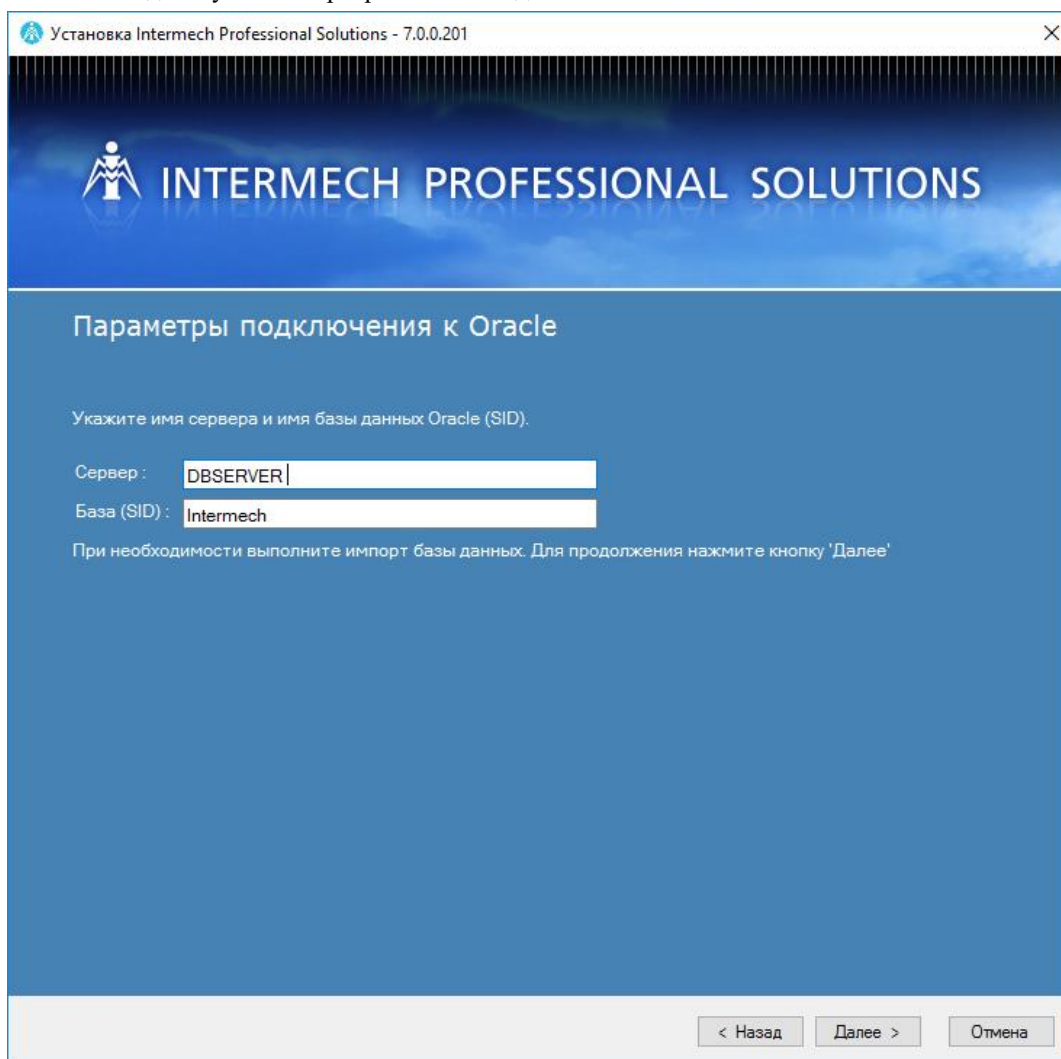 Установка Intermech Professional Solutions - 7.0.0.201
INTERMECH PROFESSIONAL SOLUTIONS
Параметры подключения к Oracle
Укажите имя сервера и имя базы данных Oracle (SID).
Сервер : DBSERVER
База (SID) : Intermech
При необходимости выполните импорт базы данных. Для продолжения нажмите кнопку 'Далее'
< Назад Далее > Отмена